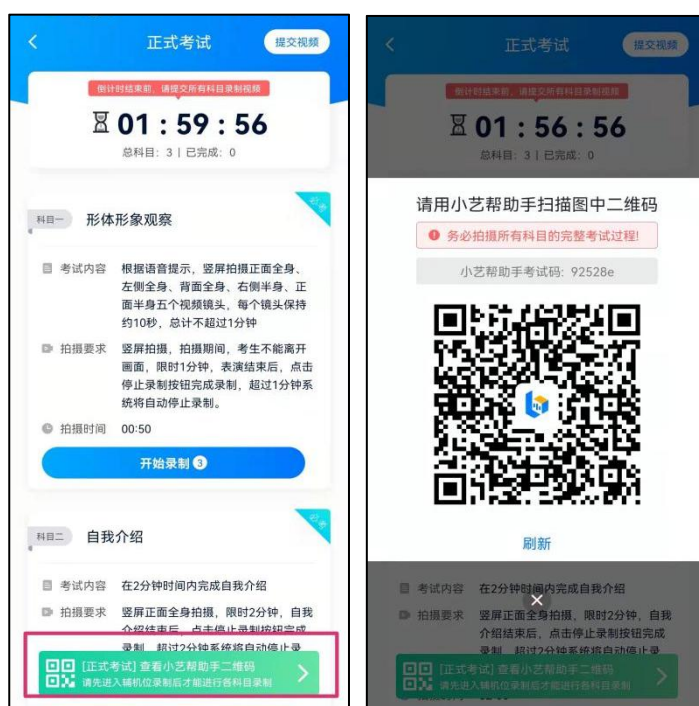 正式考试
提交视频
倒计时结束前，请提交所有科目录制视频
01：59：56
总科目：3 | 已完成：0
必考
科目一
形体形象观察
考试内容
根据语音提示，竖屏拍摄正面全身、
左侧全身、背面全身、右侧半身、正
面半身五个视频镜头，每个镜头保持
约10秒，总计不超过1分钟
拍摄要求
竖屏拍摄，拍摄期间，考生不能离开
画面，限时1分钟，表演结束后，点击
停止录制按钮完成录制，超过1分钟系
统将自动停止录制。
拍摄时间
00:50
开始录制 3
必考
科目二
自我介绍
考试内容
在2分钟时间内完成自我介绍
拍摄要求
竖屏正面全身拍摄，限时2分钟，自我
介绍结束后，点击停止录制按钮完成
录制，超过2分钟系统将自动停止录
[正式考试] 查看小艺帮助手二维码
请先进入辅机位录制后才能进行各科目录制
正式考试
提交视频
倒计时结束前，请提交所有科目录制视频
01：56：56
总科目：3 | 已完成：0
请用小艺帮助手扫描图中二维码
务必拍摄所有科目的完整考试过程!
小艺帮助手考试码：92528e
刷新
考试内容
在2分钟时间内完成自我介绍
拍摄要求
竖屏正面全身拍摄，限时2分钟，自我
介绍结束后，点击停止录制按钮完成
录制，超过2分钟系统将自动停止录
[正式考试] 查看小艺帮助手二维码
请先进入辅机位录制后才能进行各科目录制